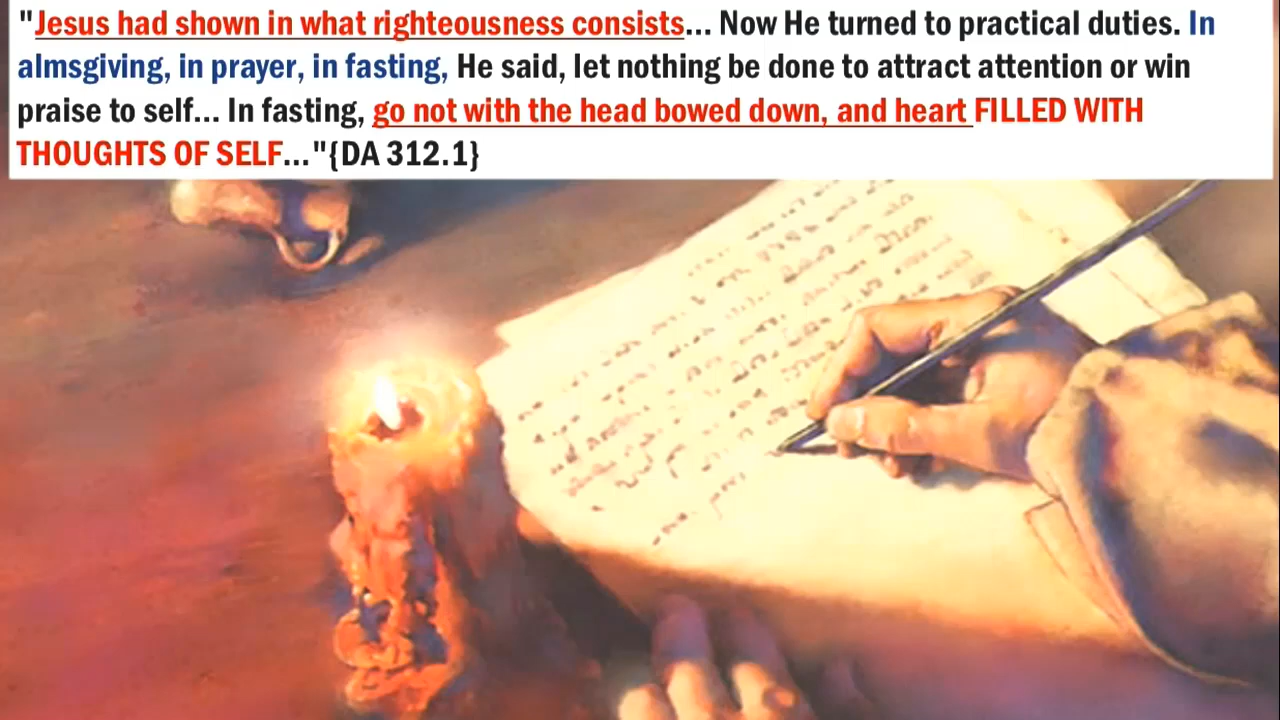 "Jesus had shown in what righteousness consists... Now He turned to practical duties. In
almsgiving, in prayer, in fasting, He said, let nothing be done to attract attention or win
praise to self... In fasting, go not with the head bowed down, and heart FILLED WITH
THOUGHTS OF SELF..."{DA 312.1}